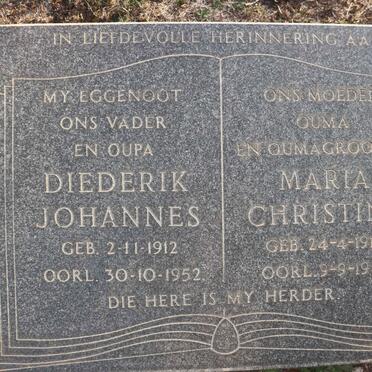 IN LIEFDEVOLLE HERINNERING AA
MY EGGENOOT
ONS VADER
EN OUPA
DIEDERIK
JOHANNES
GEB. 2-11-1912
OORL. 30-10-1952
ONS MOEDE
OUMA
EN OUMAGROO
MARIA
CHRISTIN
GEB. 24-4-191
OORL. 9-9-19
DIE HERE IS MY HERDER.